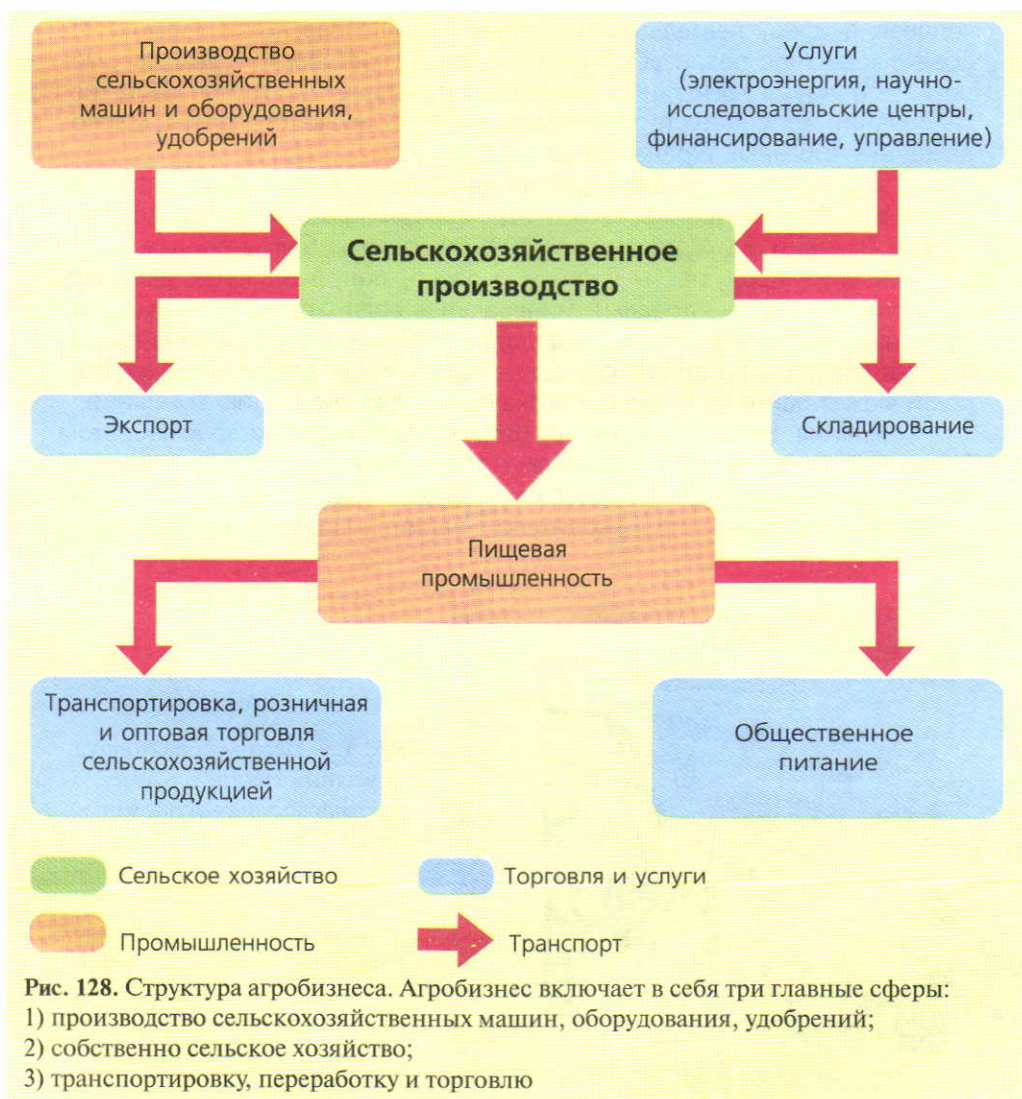 Производство
сельскохозяйственных
машин и оборудования,
удобрений
Услуги
(электроэнергия, научно-
исследовательские центры,
финансирование, управление)
Сельскохозяйственное
производство
Экспорт
Складирование
Пищевая
промышленность
Транспортировка, розничная
и оптовая торговля
сельскохозяйственной
продукцией
Общественное
питание
Сельское хозяйство
Торговля и услуги
Промышленность
Транспорт
Рис. 128. Структура агробизнеса. Агробизнес включает в себя три главные сферы:
1) производство сельскохозяйственных машин, оборудования, удобрений;
2) собственно сельское хозяйство;
3) транспортировку, переработку и торговлю